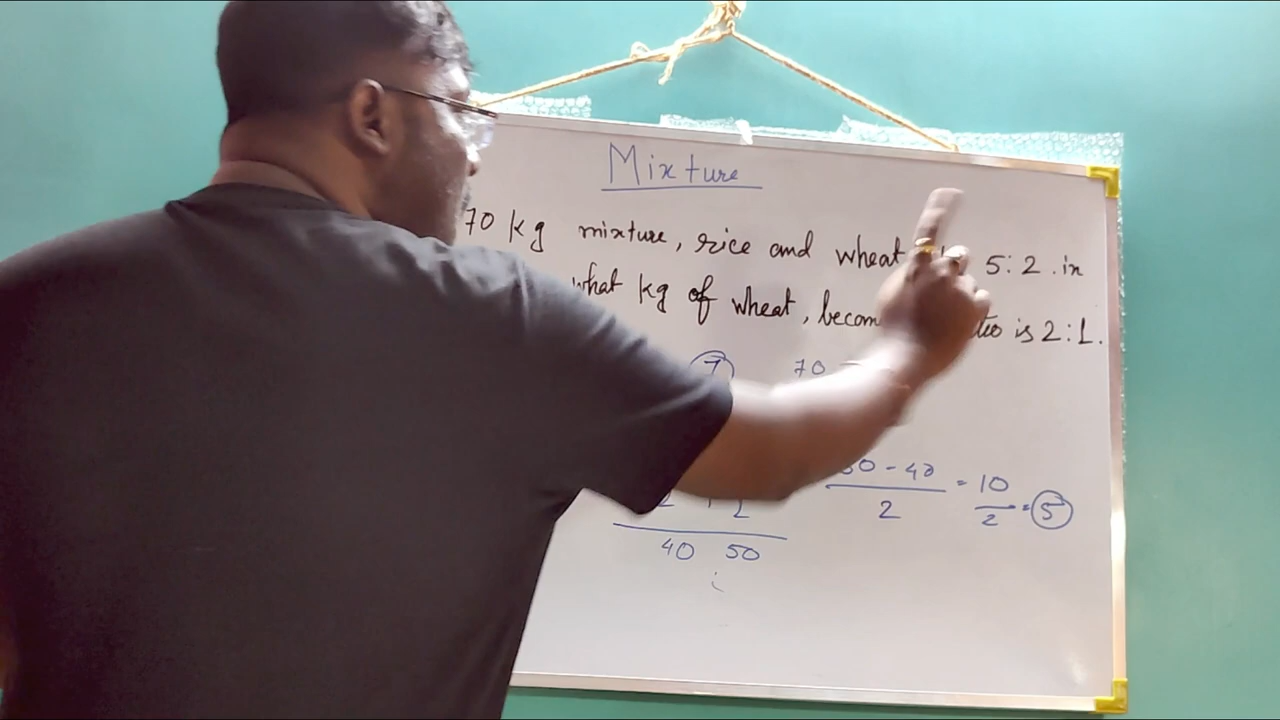 Mixture
70 kg mixture, rice and wheat 5:2. in
what kg of wheat, becom is 2:1.
7 70
50-40 = 10
2 1 2 2 2 = 5
40 50